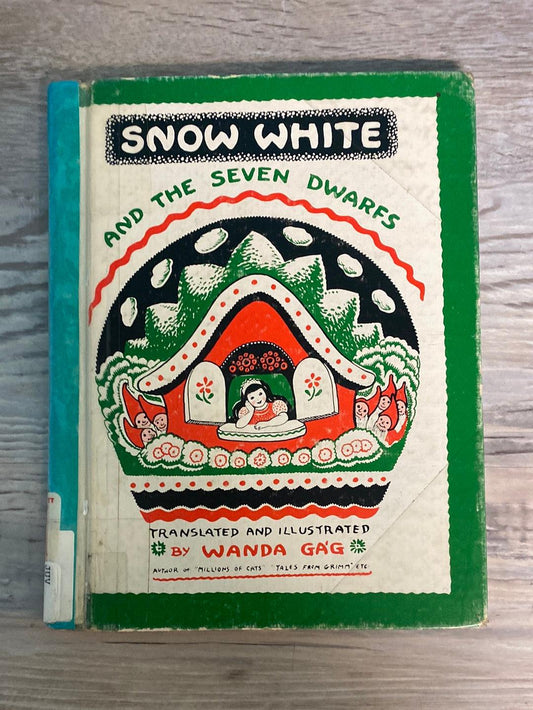 SNOW WHITE
AND THE SEVEN DWARFS
TRANSLATED AND ILLUSTRATED
BY WANDA GÁG
AUTHOR OF "MILLIONS OF CATS" "TALES FROM GRIMM" ETC
JUV